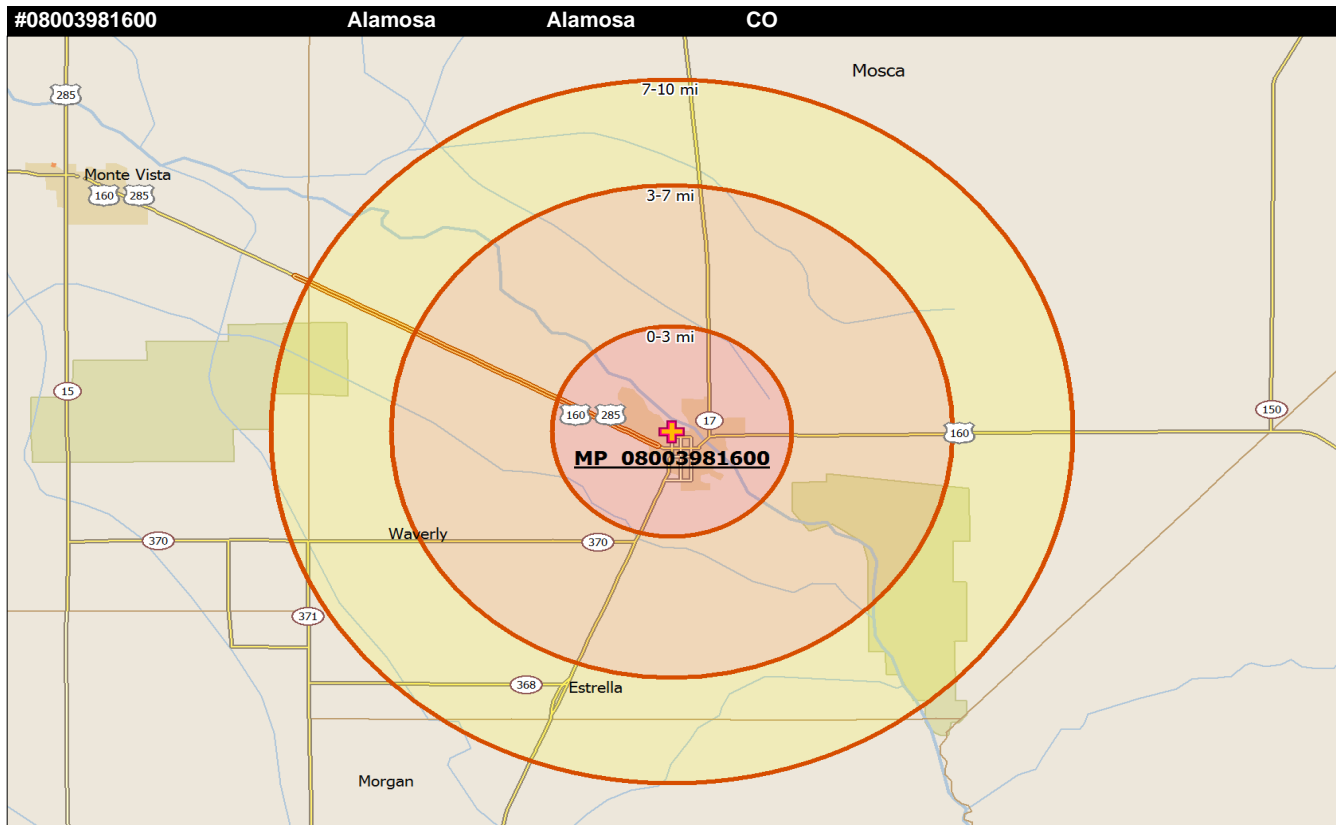 #08003981600 Alamosa Alamosa CO
Mosca
7-10 mi
285
Monte Vista
160 285
3-7 mi
0-3 mi
15
160 285
17
150
160
MP 08003981600
Waverly
370
370
371
368
Estrella
Morgan